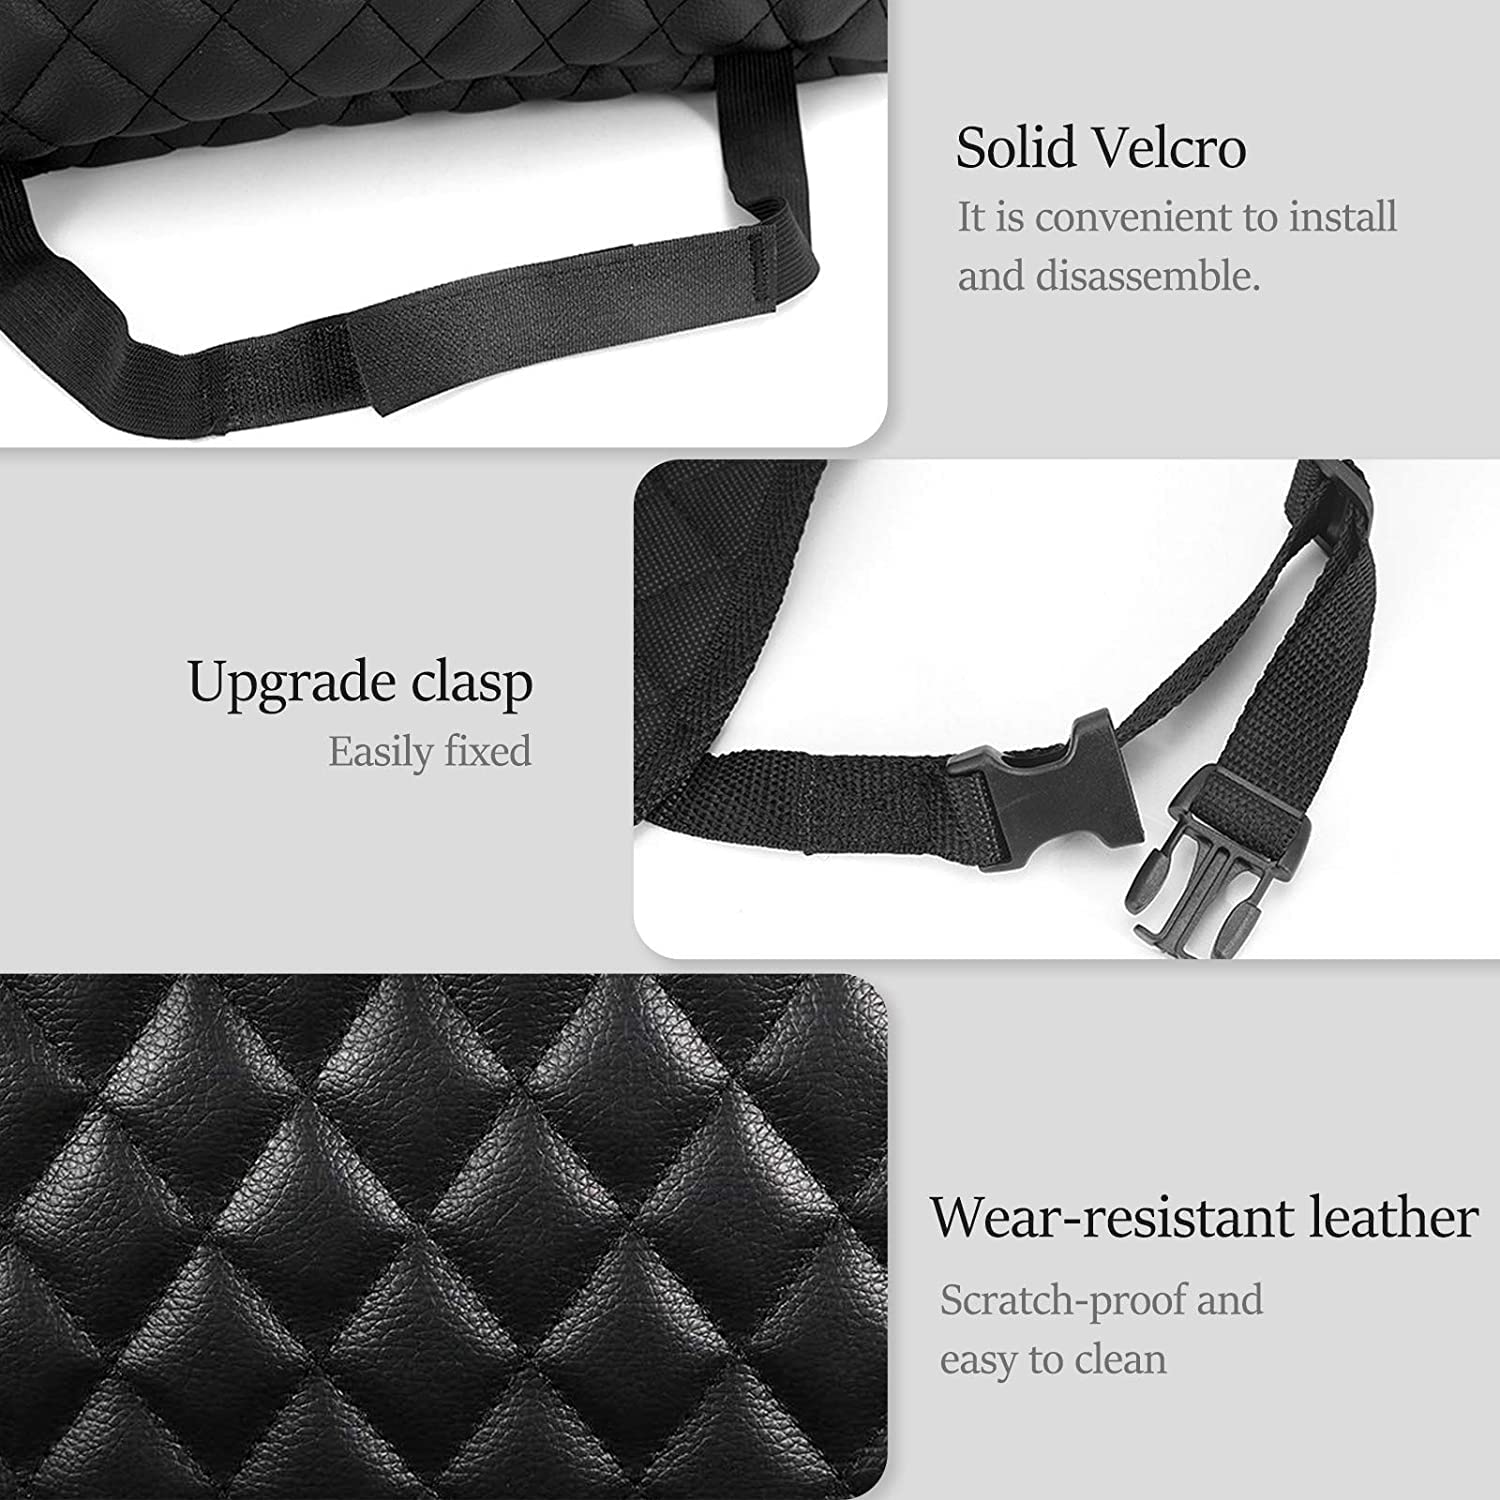 Solid Velcro
It is convenient to install
and disassemble.
Upgrade clasp
Easily fixed
Wear-resistant leather
Scratch-proof and
easy to clean